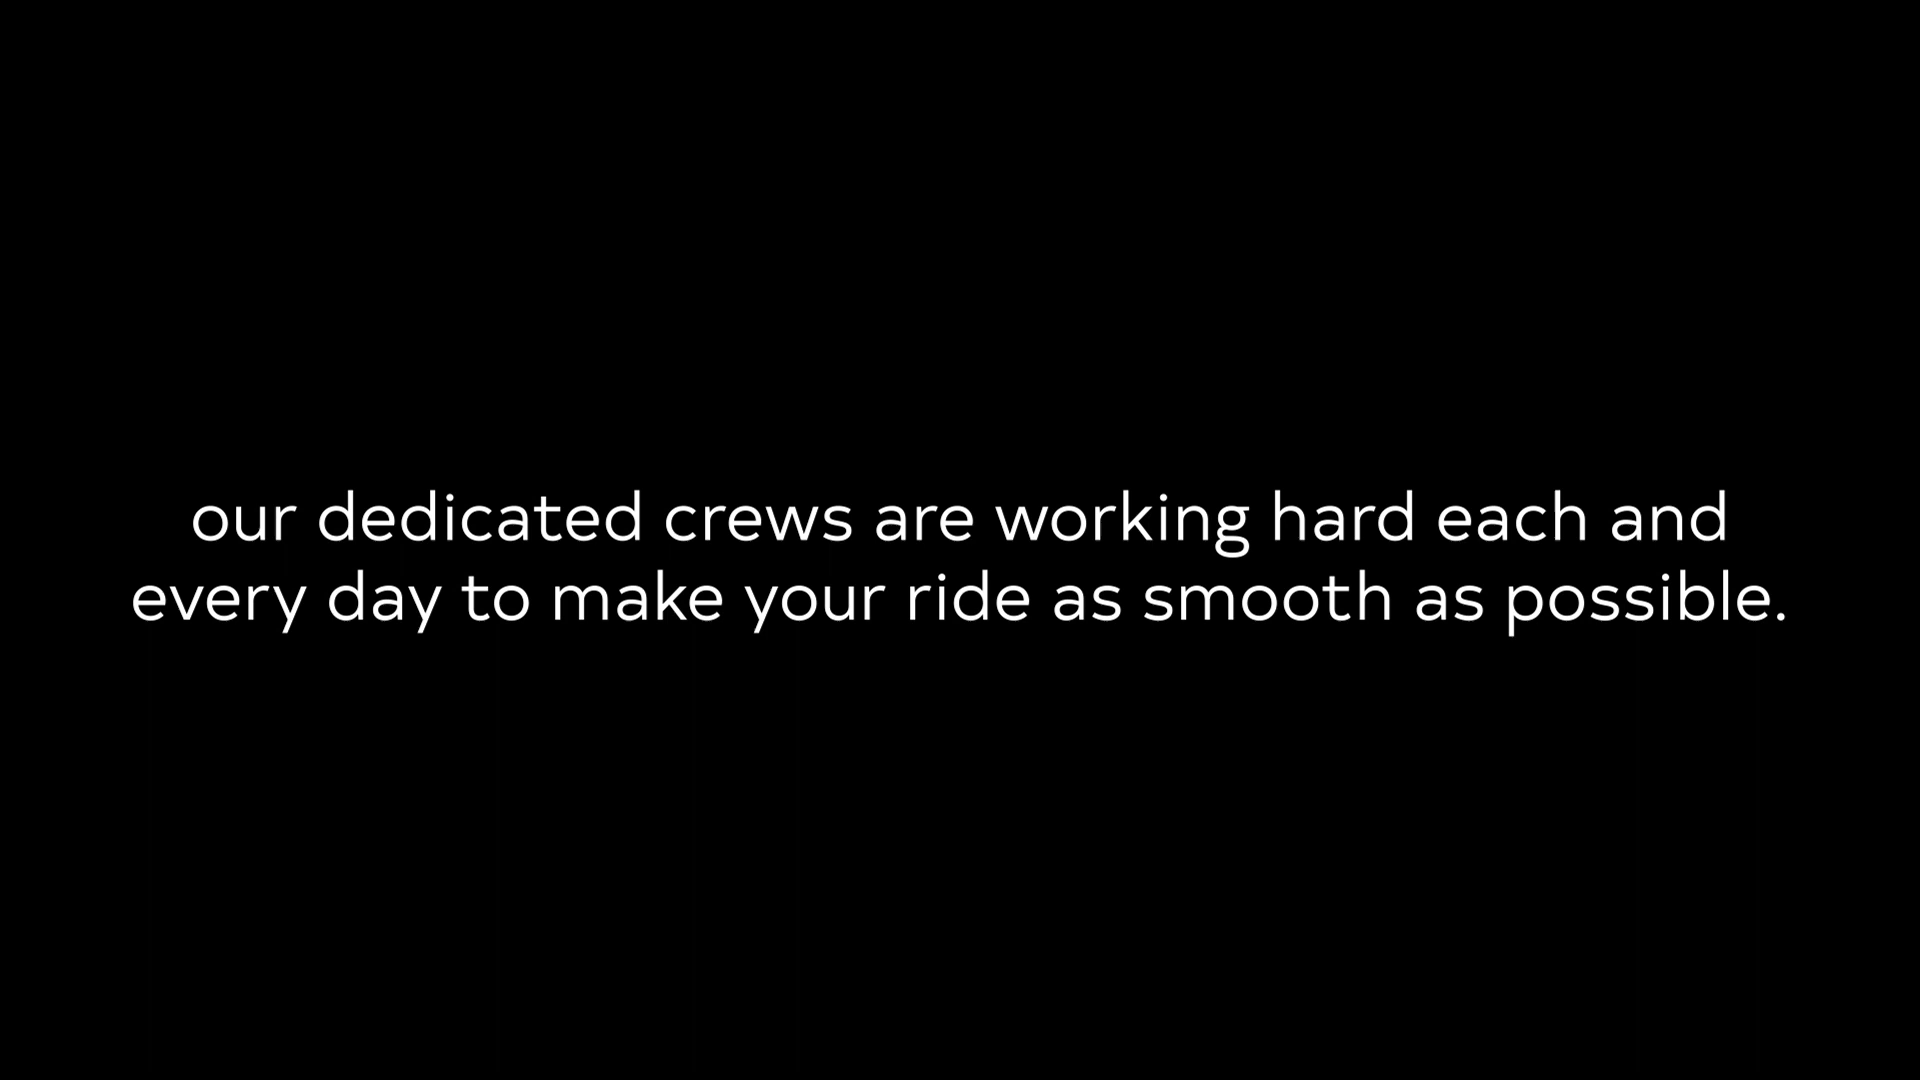 our dedicated crews are working hard each and
every day to make your ride as smooth as possible.